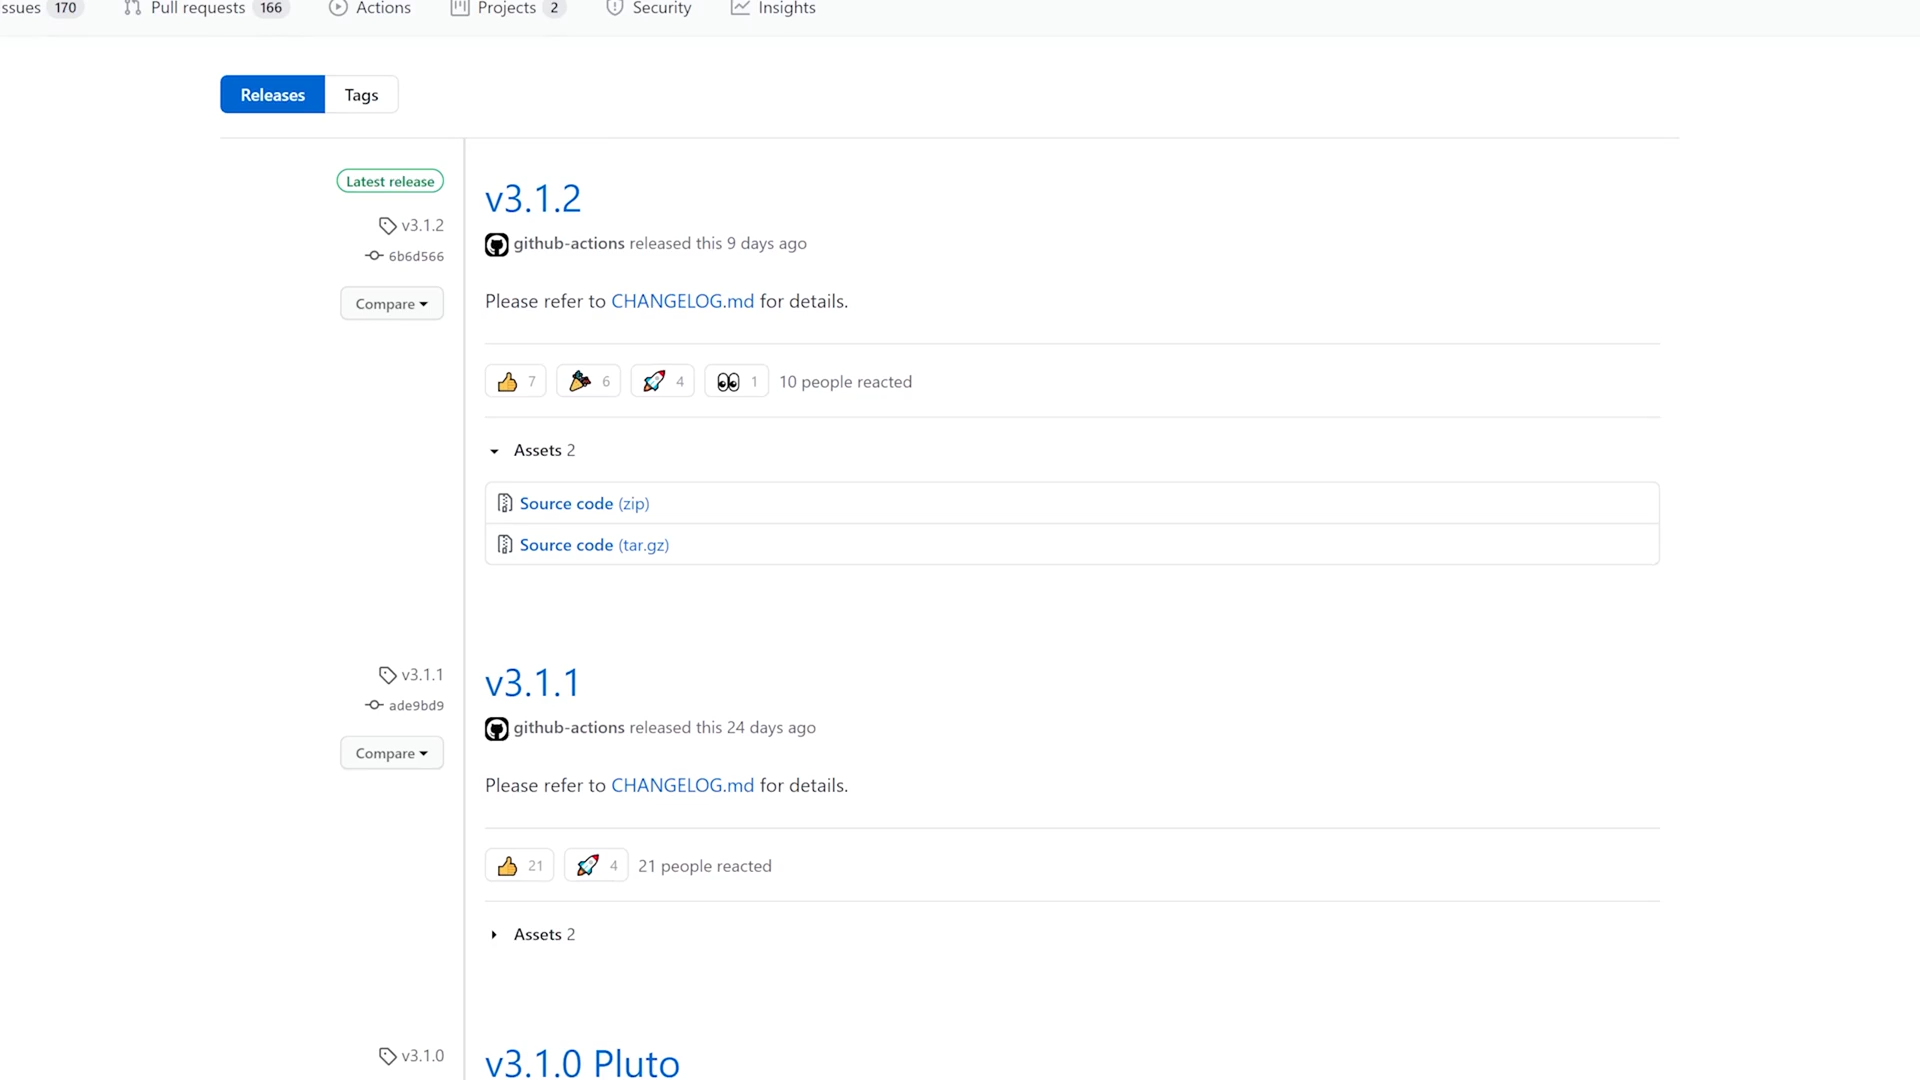 ssues 170 Pull requests 166 Actions Projects 2 Security Insights
Releases Tags
Latest release
v3.1.2
6b6d566
Compare
v3.1.2
github-actions released this 9 days ago
Please refer to CHANGELOG.md for details.
7 6 4 1 10 people reacted
Assets 2
Source code (zip)
Source code (tar.gz)
v3.1.1
ade9bd9
Compare
v3.1.1
github-actions released this 24 days ago
Please refer to CHANGELOG.md for details.
21 4 21 people reacted
Assets 2
v3.1.0
v3.1.0 Pluto